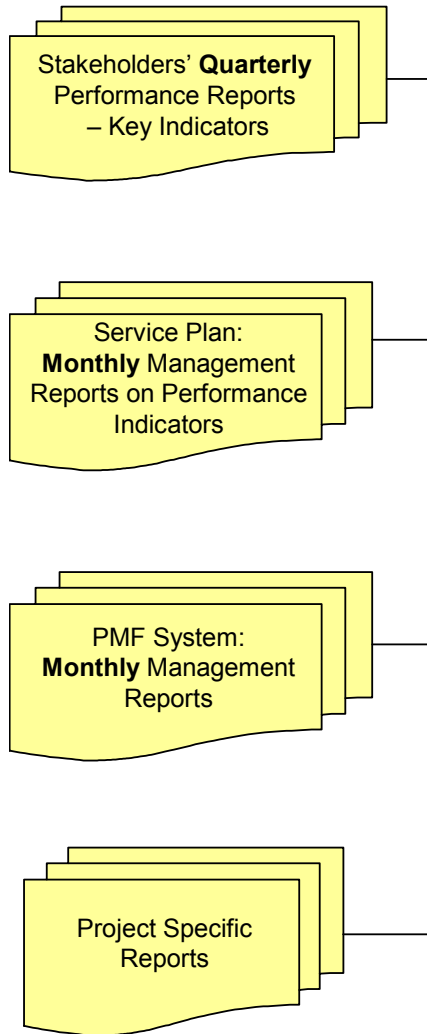 Stakeholders’ Quarterly
Performance Reports
– Key Indicators
Service Plan:
Monthly Management
Reports on Performance
Indicators
PMF System:
Monthly Management
Reports
Project Specific
Reports